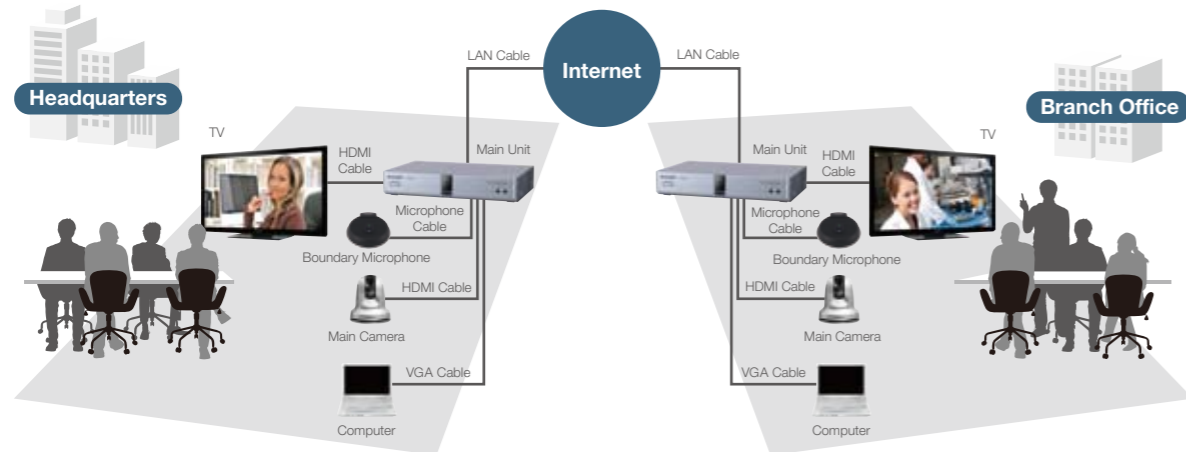 Headquarters
TV
LAN Cable
Internet
LAN Cable
Branch Office
TV
HDMI
Cable
Main Unit
Microphone
Cable
Boundary Microphone
HDMI Cable
Main Camera
VGA Cable
Computer
Main Unit
HDMI
Cable
Microphone
Cable
Boundary Microphone
HDMI Cable
Main Camera
VGA Cable
Computer